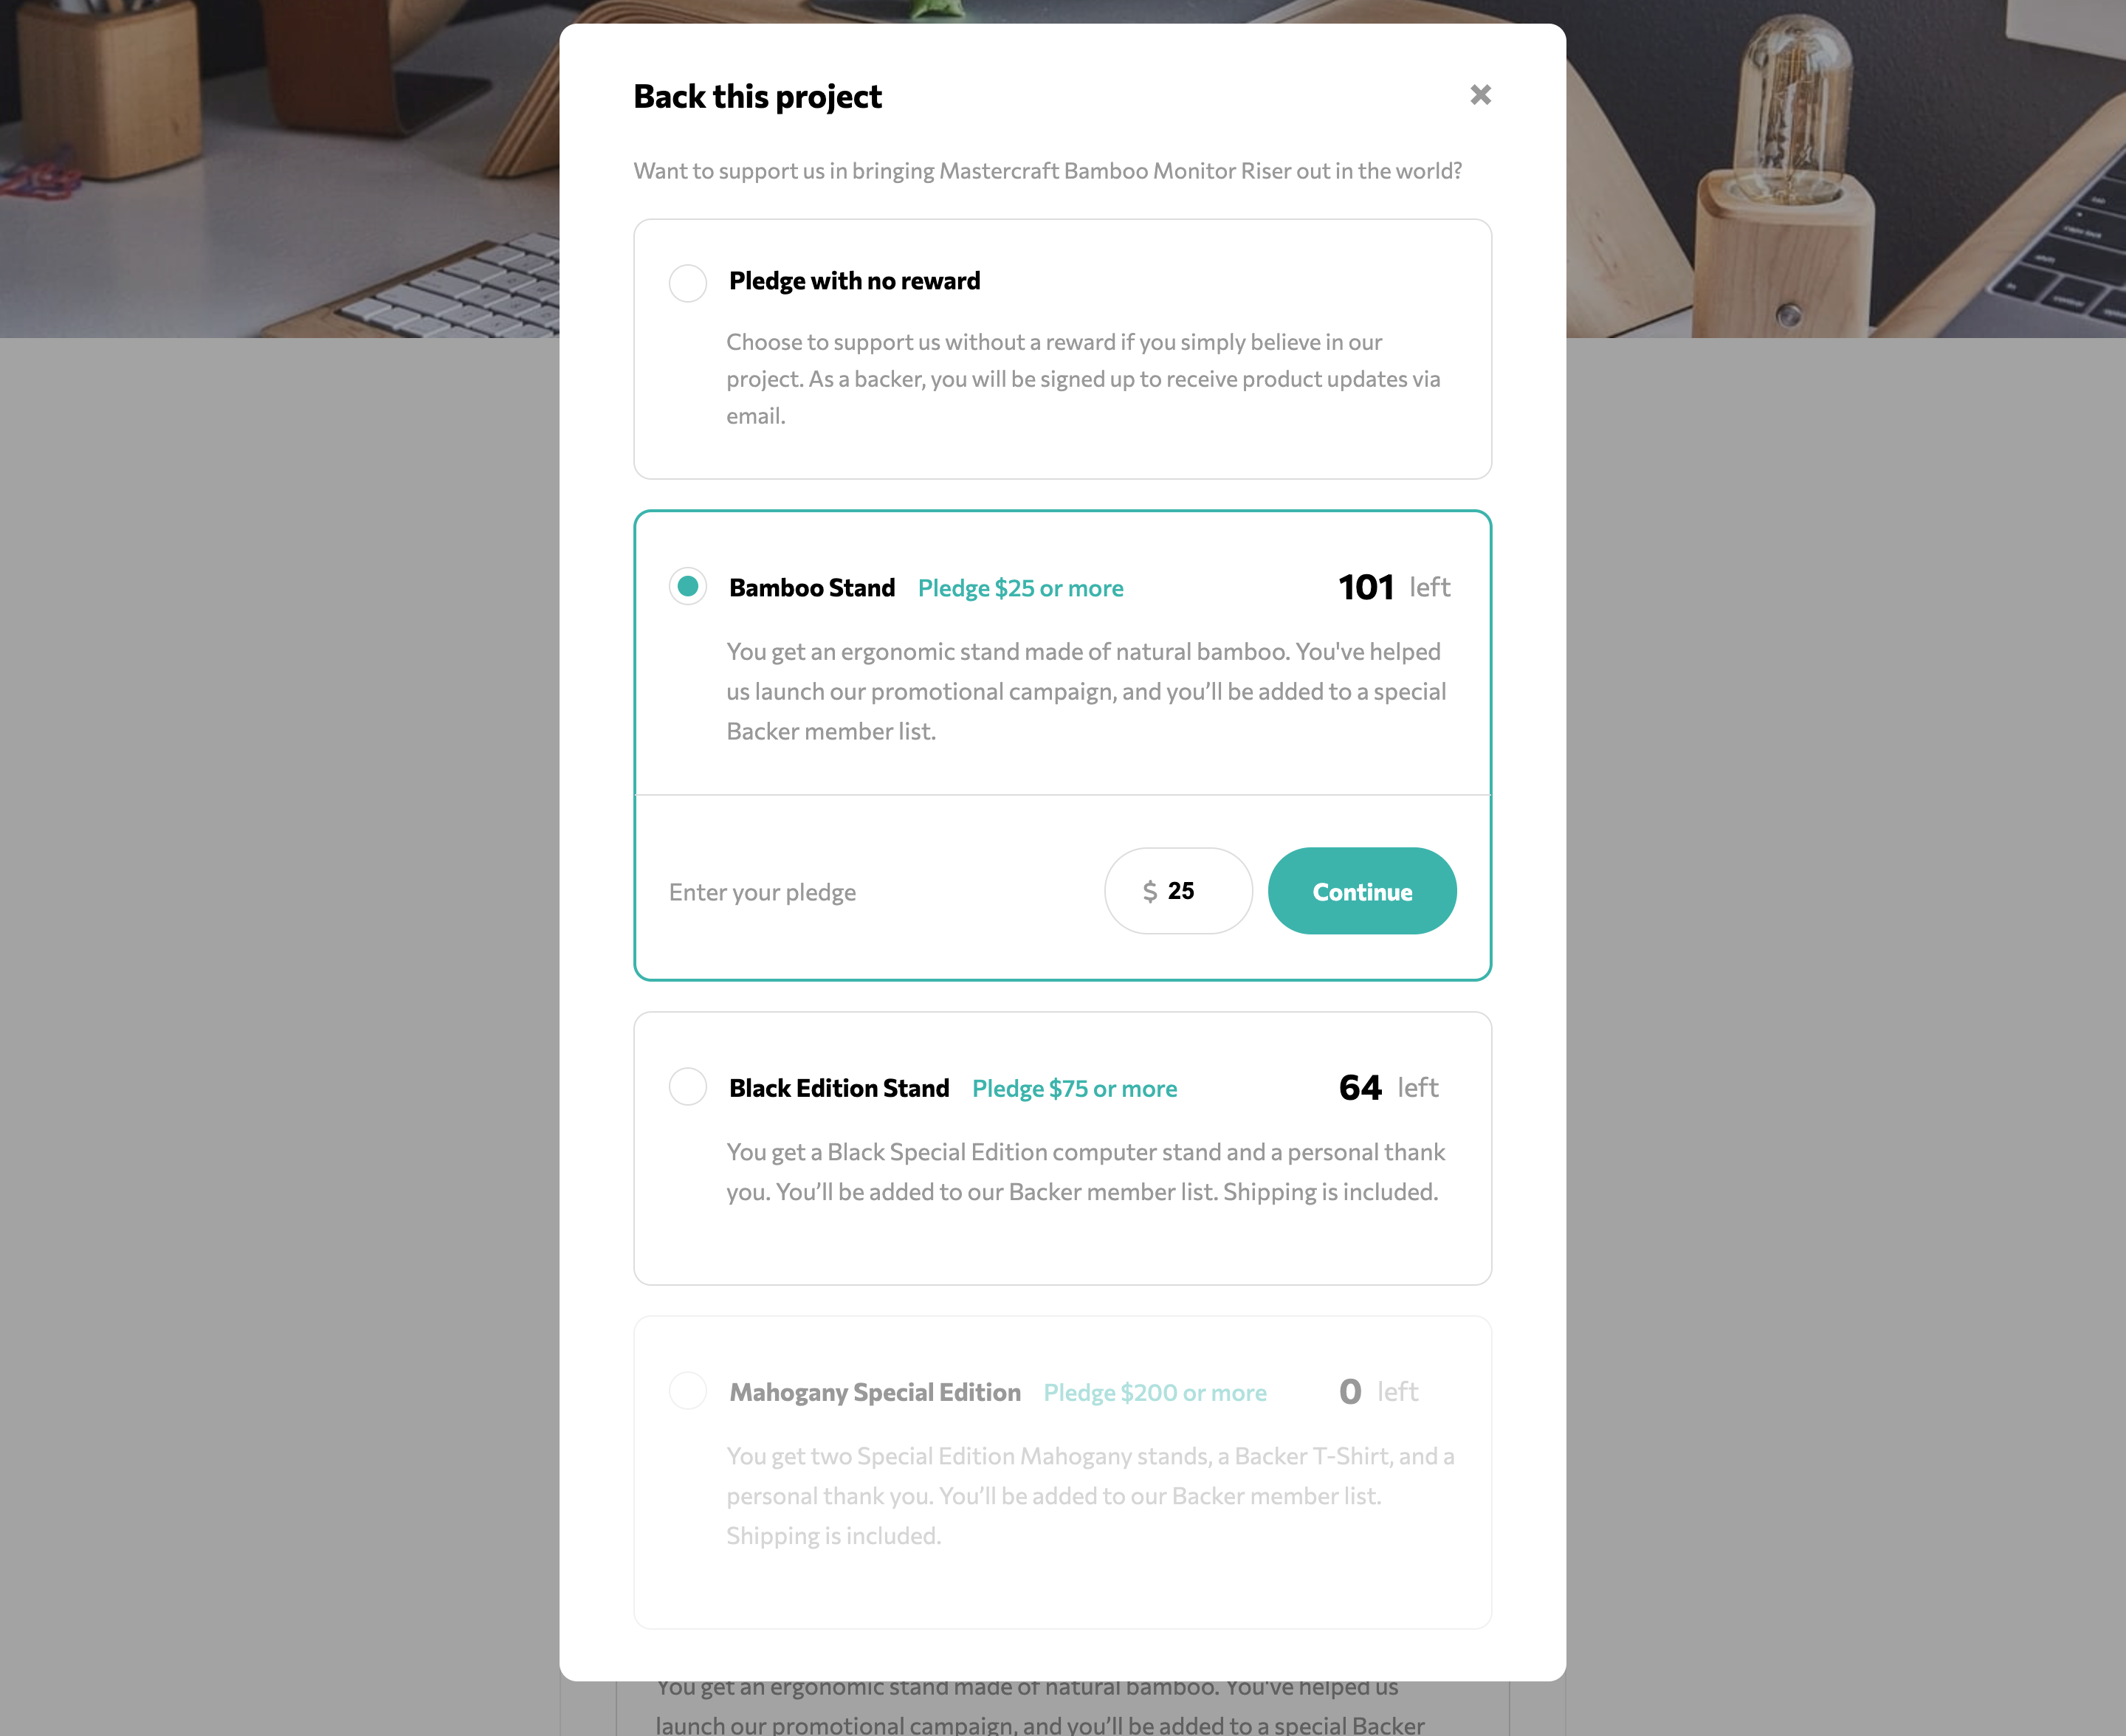 Back this project
Want to support us in bringing Mastercraft Bamboo Monitor Riser out in the world?
Pledge with no reward
Choose to support us without a reward if you simply believe in our
project. As a backer, you will be signed up to receive product updates via
email.
Bamboo Stand Pledge $25 or more 101 left
You get an ergonomic stand made of natural bamboo. You've helped
us launch our promotional campaign, and you’ll be added to a special
Backer member list.
Enter your pledge $ 25 Continue
Black Edition Stand Pledge $75 or more 64 left
You get a Black Special Edition computer stand and a personal thank
you. You’ll be added to our Backer member list. Shipping is included.
Mahogany Special Edition Pledge $200 or more 0 left
You get two Special Edition Mahogany stands, a Backer T-Shirt, and a
personal thank you. You’ll be added to our Backer member list.
Shipping is included.
You get an ergonomic stand made of natural bamboo. You've helped us
launch our promotional campaign, and you’ll be added to a special Backer